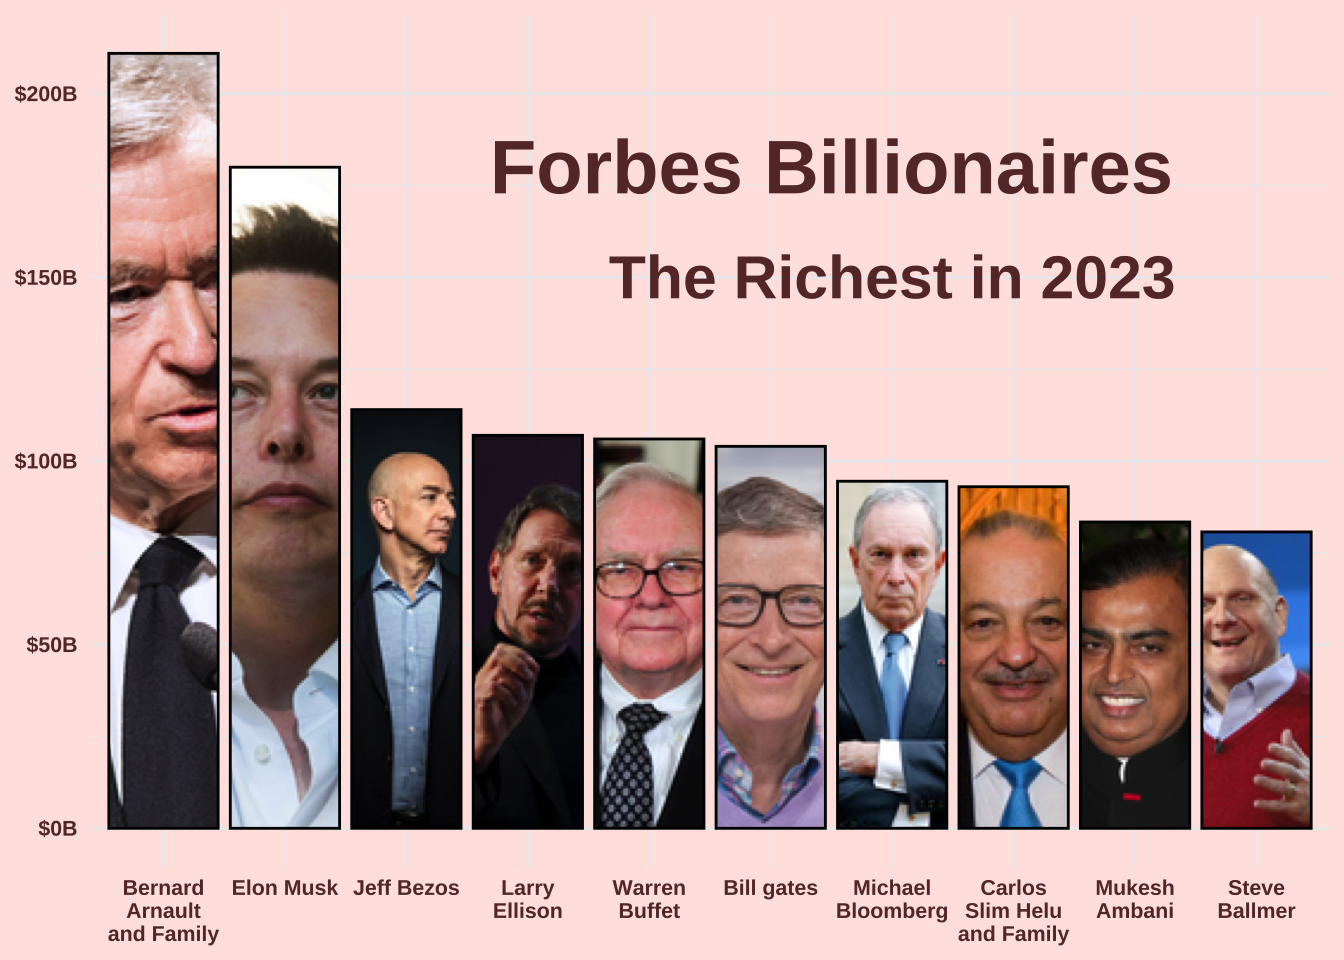 Forbes Billionaires
The Richest in 2023
$200B
$150B
$100B
$50B
$0B
Bernard
Arnault
and Family
Elon Musk
Jeff Bezos
Larry
Ellison
Warren
Buffet
Bill gates
Michael
Bloomberg
Carlos
Slim Helu
and Family
Mukesh
Ambani
Steve
Ballmer